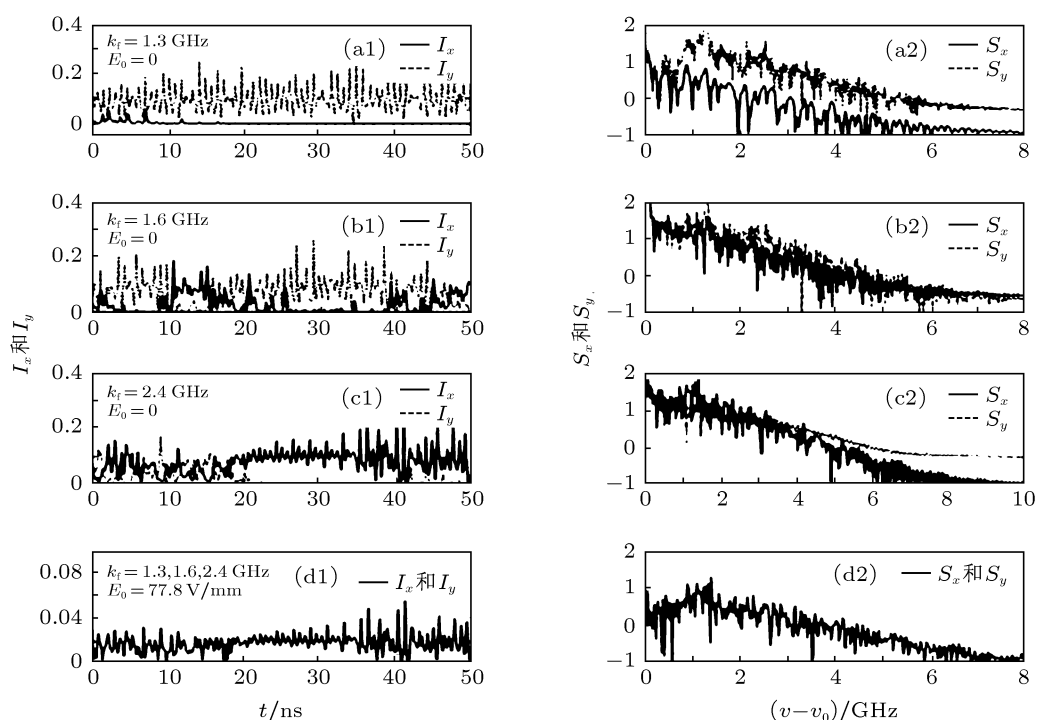 0.4
k_f = 1.3 GHz
E_0 = 0
(a1)
I_x
I_y
0.2
0
0 10 20 30 40 50
2
(a2)
S_x
S_y
1
0
−1
0 2 4 6 8
0.4
k_f = 1.6 GHz
E_0 = 0
(b1)
I_x
I_y
0.2
0
0 10 20 30 40 50
2
(b2)
S_x
S_y
1
0
−1
0 2 4 6 8
I_x和I_y
S_x和S_y
0.4
k_f = 2.4 GHz
E_0 = 0
(c1)
I_x
I_y
0.2
0
0 10 20 30 40 50
2
(c2)
S_x
S_y
1
0
−1
0 2 4 6 8 10
0.08
k_f = 1.3,1.6,2.4 GHz
E_0 = 77.8 V/mm
(d1)
I_x和I_y
0.04
0
0 10 20 30 40 50
t/ns
2
(d2)
S_x和S_y
1
0
−1
0 2 4 6 8
(v−v_0)/GHz